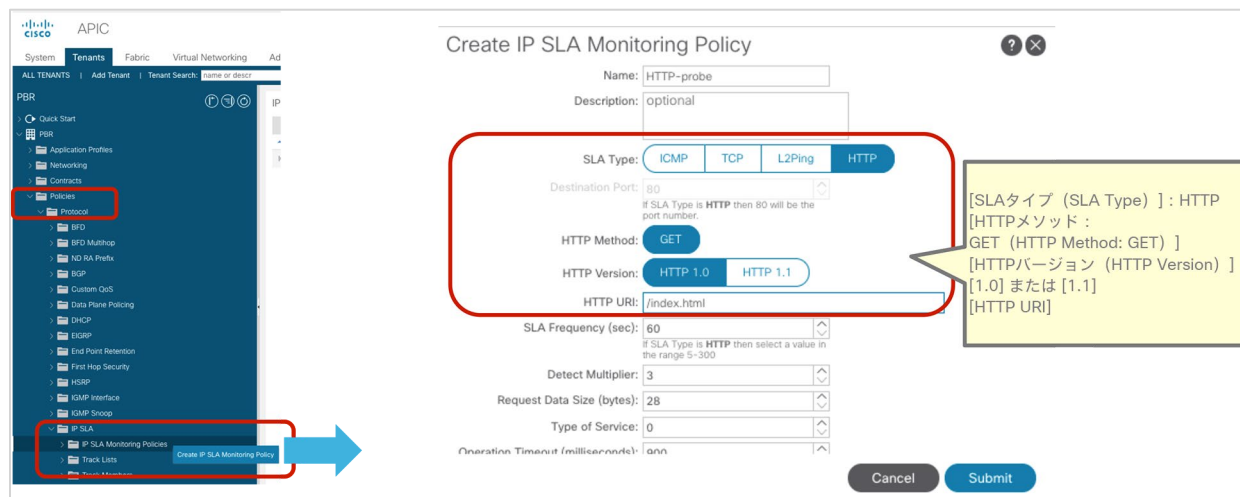 cisco
APIC
System Tenants Fabric Virtual Networking Ad
ALL TENANTS | Add Tenant | Tenant Search: name or descr
PBR
IP
Quick Start
PBR
Application Profiles
Networking
Contracts
Policies
Protocol
BFD
BFD Multihop
ND RA Prefix
BGP
Custom QoS
Data Plane Policing
DHCP
EIGRP
End Point Retention
First Hop Security
HSRP
IGMP Interface
IGMP Snoop
IP SLA
IP SLA Monitoring Policies
Create IP SLA Monitoring Policy
Track Lists
Track Members
Create IP SLA Monitoring Policy
Name: HTTP-probe
Description: optional
SLA Type: ICMP TCP L2Ping HTTP
Destination Port: 80
If SLA Type is HTTP then 80 will be the
port number.
HTTP Method: GET
HTTP Version: HTTP 1.0 HTTP 1.1
HTTP URI: /index.html
SLA Frequency (sec): 60
If SLA Type is HTTP then select a value in
the range 5-300
Detect Multiplier: 3
Request Data Size (bytes): 28
Type of Service: 0
Operation Timeout (milliseconds): 900
Cancel Submit
[SLAタイプ（SLA Type）] : HTTP
[HTTPメソッド：
GET（HTTP Method: GET）]
[HTTPバージョン（HTTP Version）]
[1.0] または [1.1]
[HTTP URI]